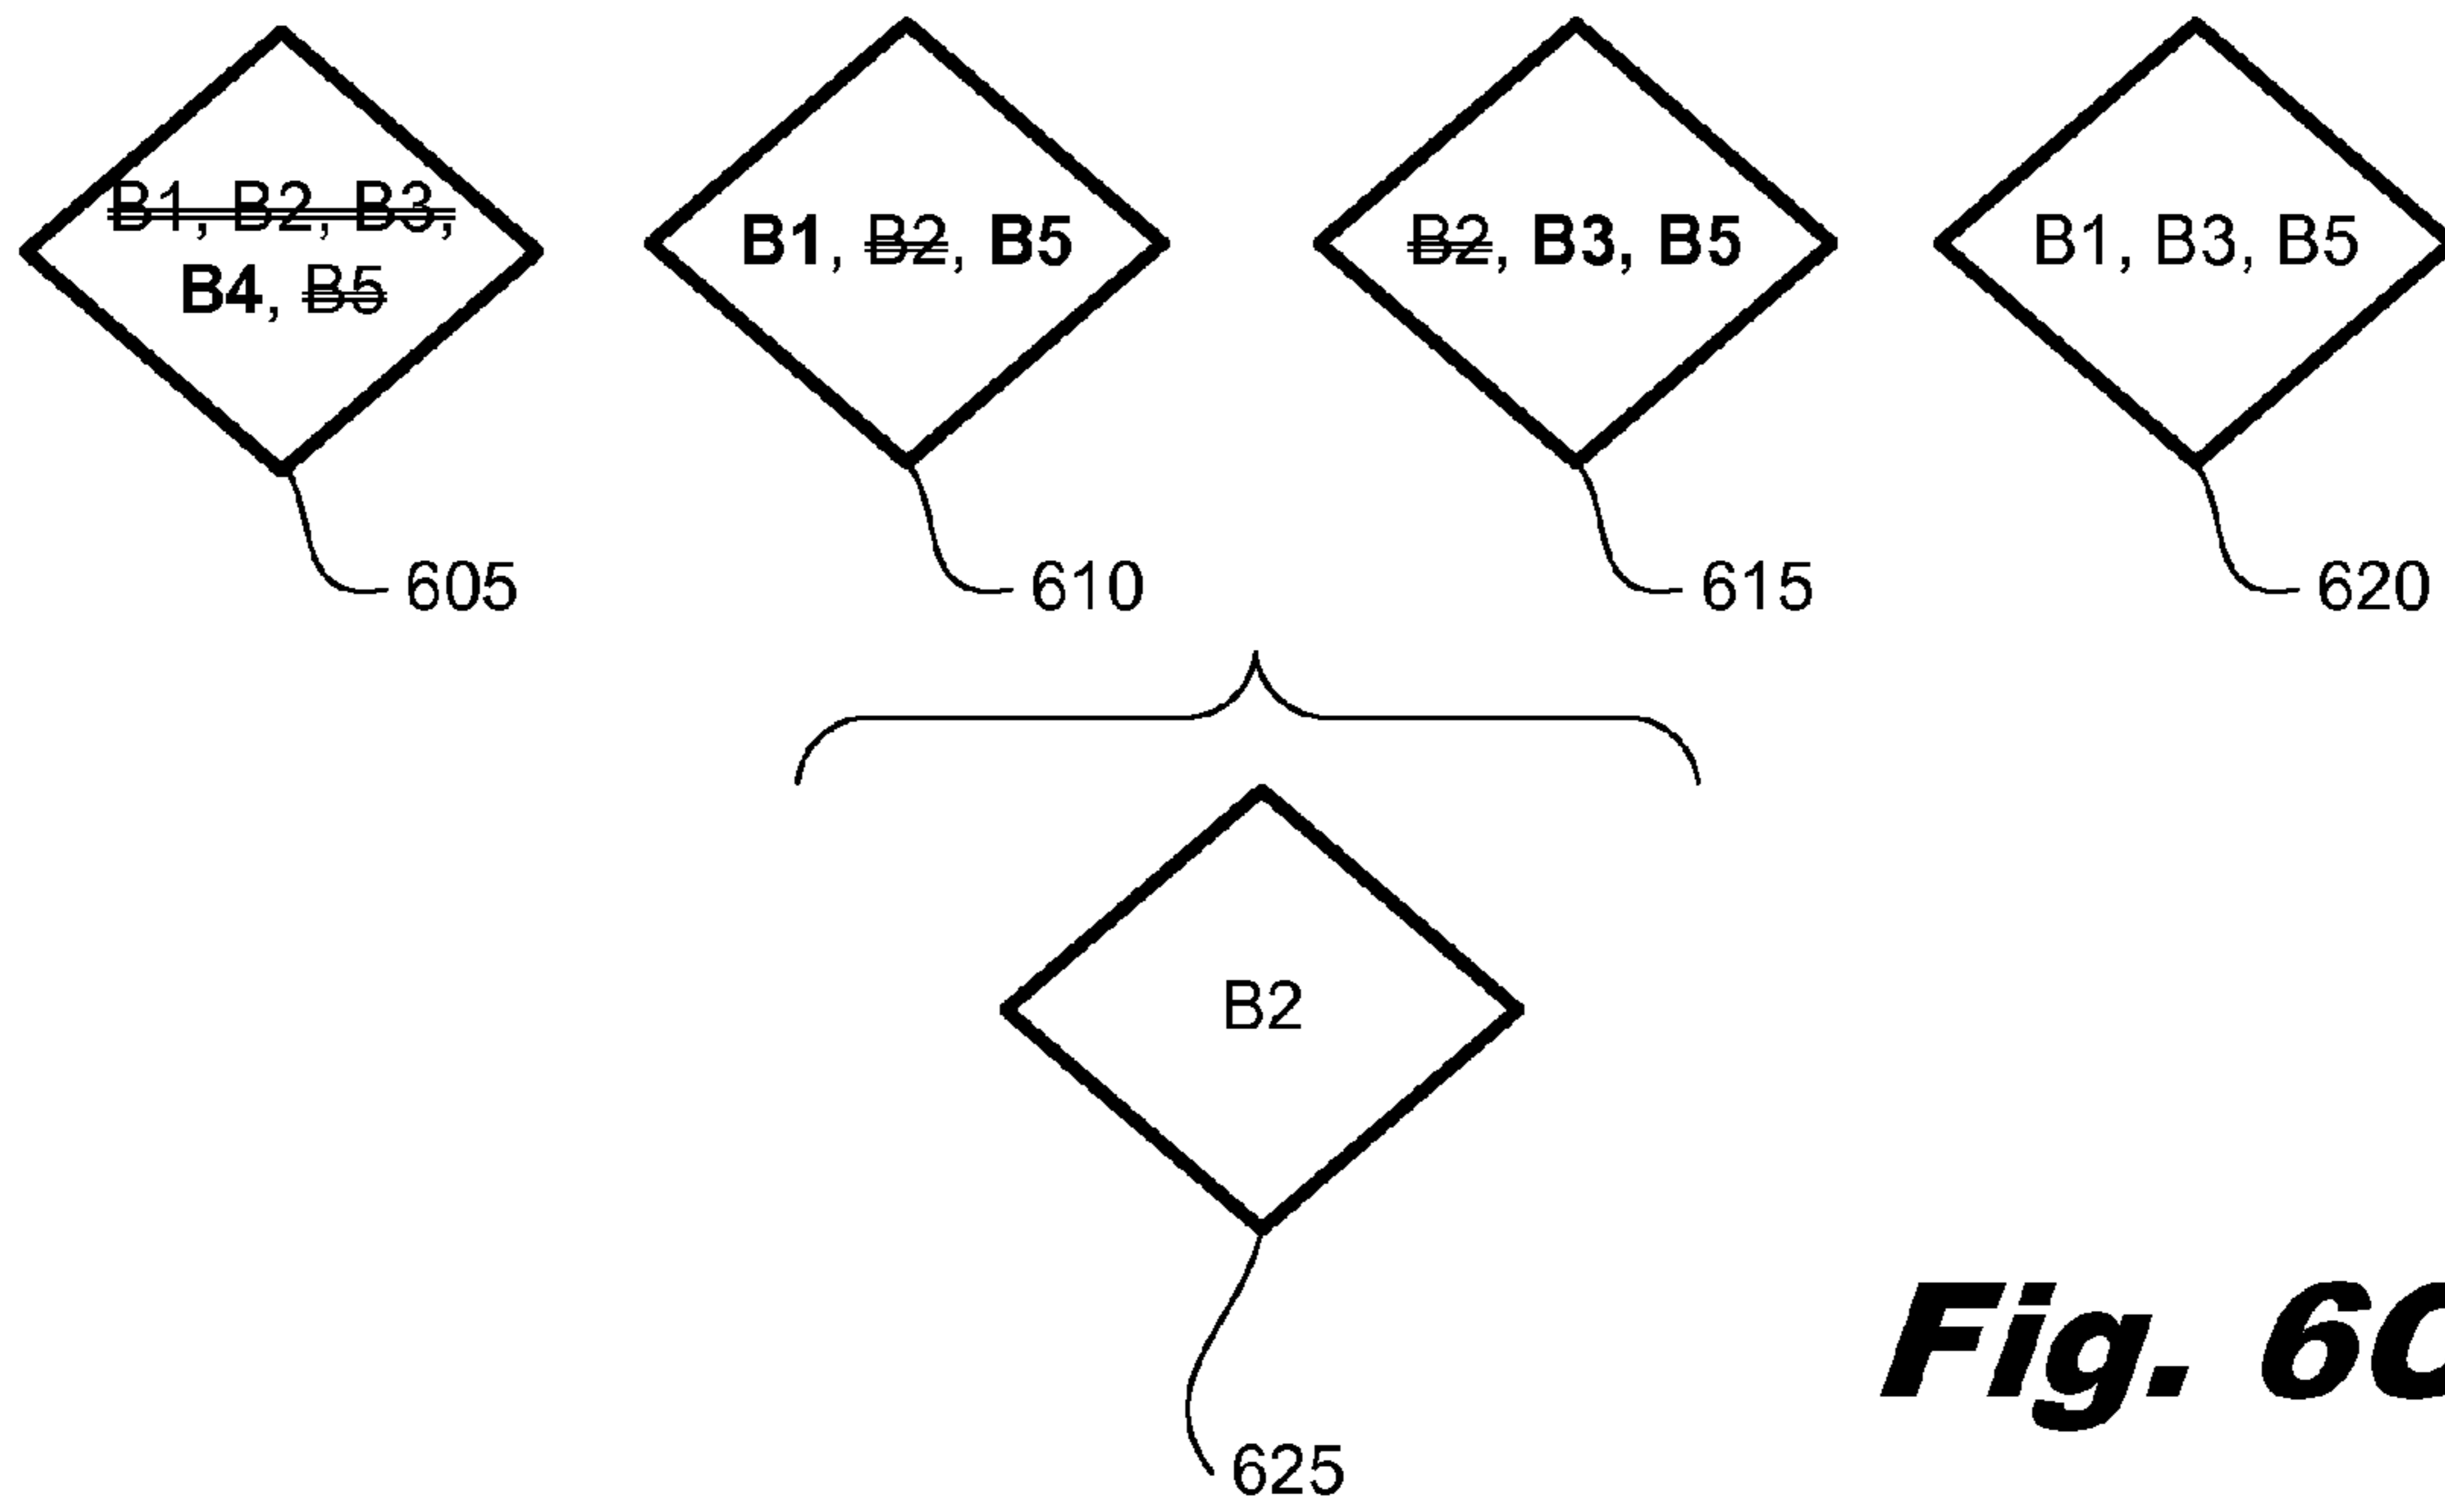 B1, B2, B3,
B4, B5
B1, B2, B5
B2, B3, B5
B1, B3, B5
605
610
615
620
B2
625
Fig. 6C